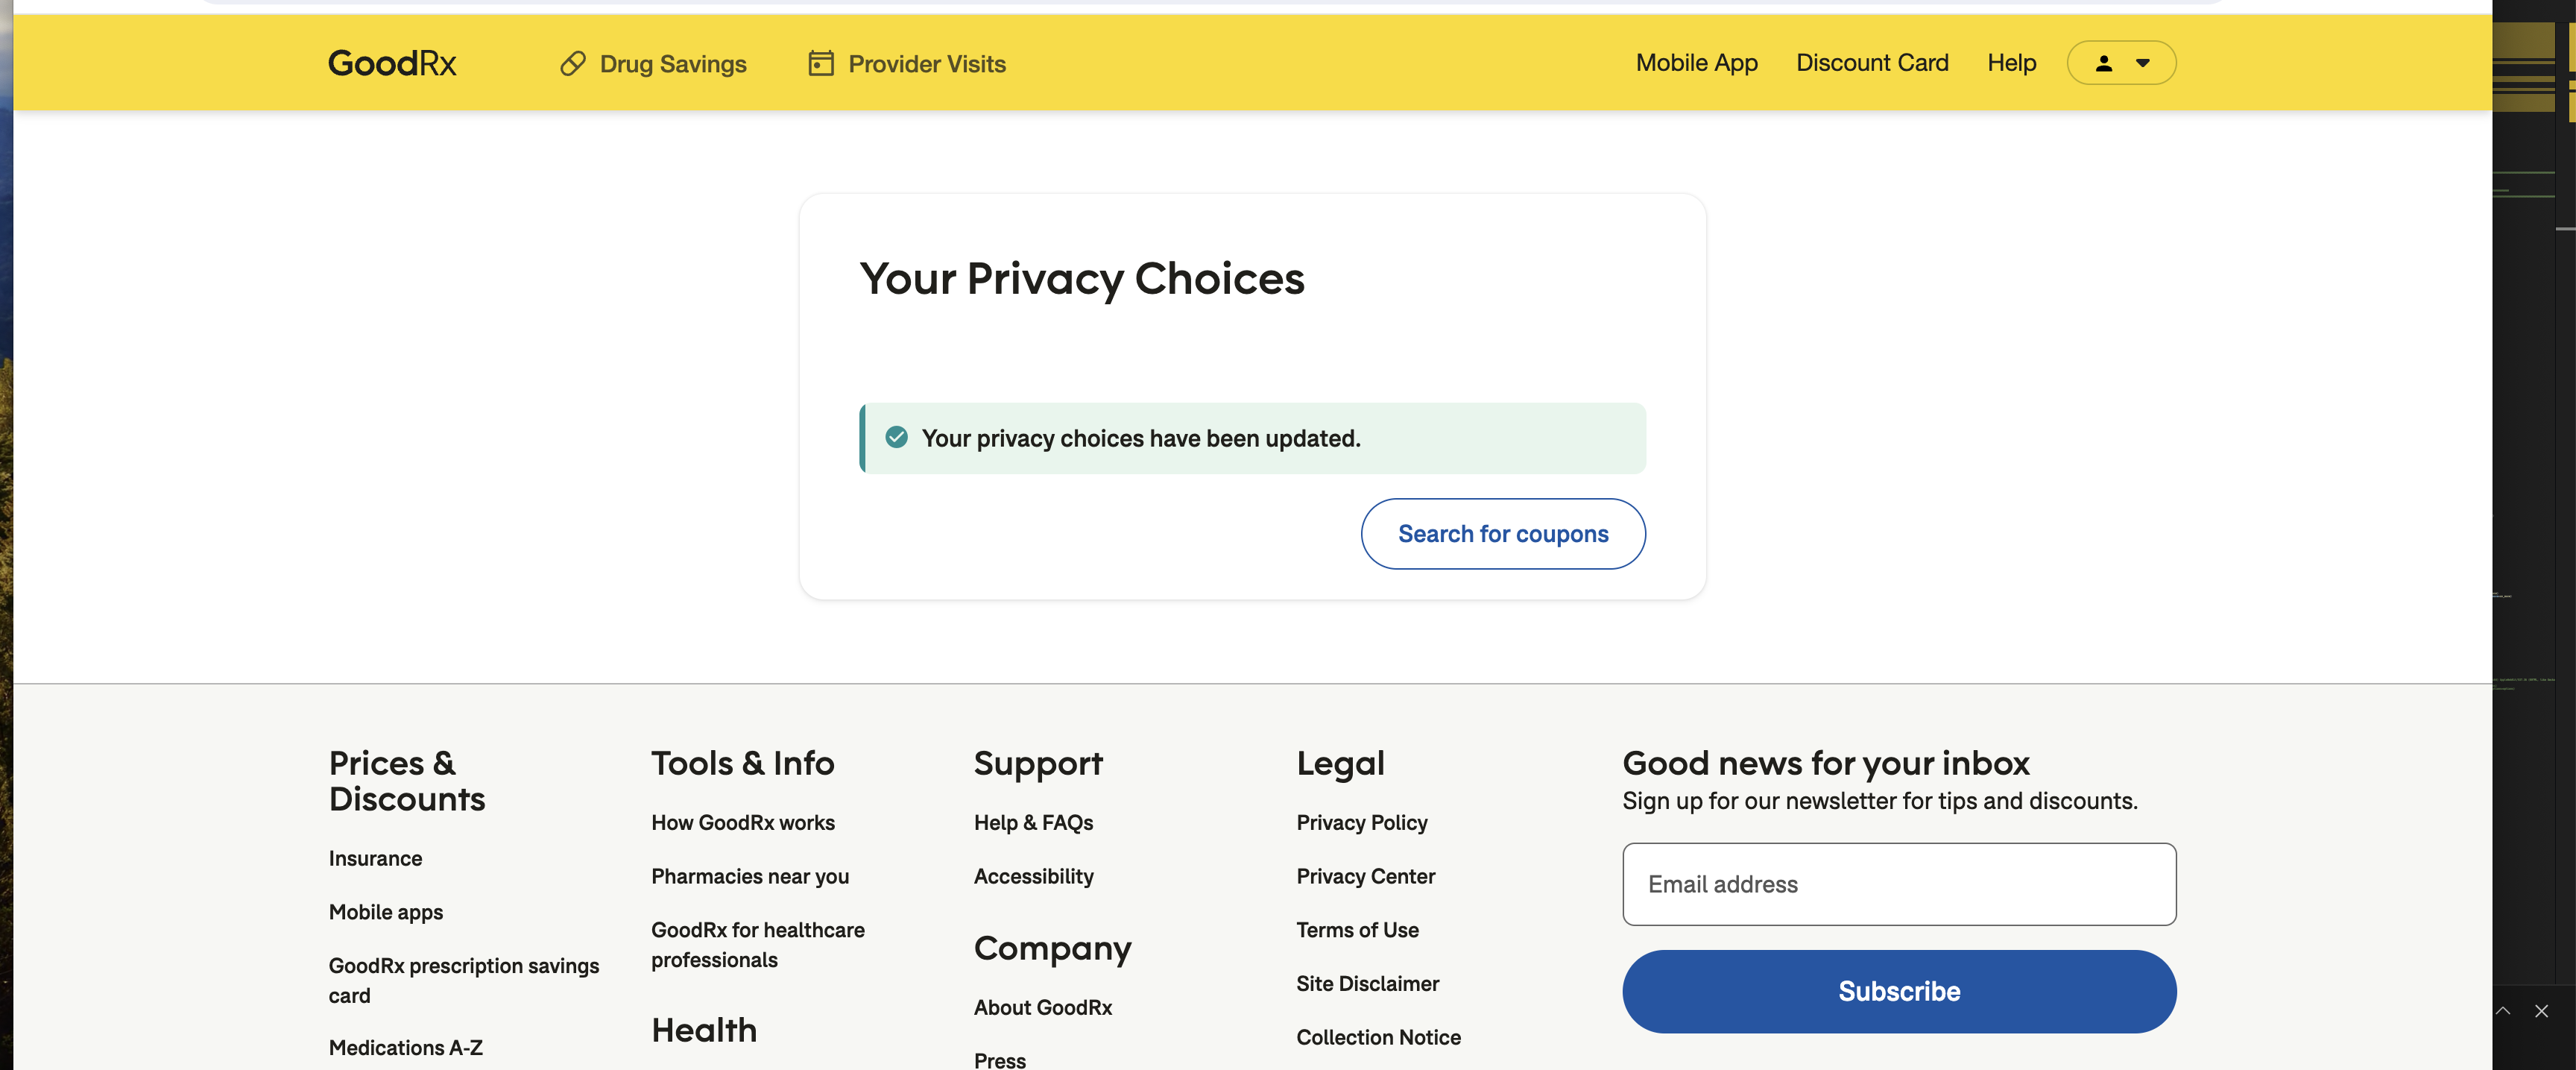 GoodRx
Drug Savings
Provider Visits
Mobile App
Discount Card
Help
Your Privacy Choices
Your privacy choices have been updated.
Search for coupons
Prices &
Discounts
Insurance
Mobile apps
GoodRx prescription savings
card
Medications A-Z
Tools & Info
How GoodRx works
Pharmacies near you
GoodRx for healthcare
professionals
Health
Support
Help & FAQs
Accessibility
Company
About GoodRx
Press
Legal
Privacy Policy
Privacy Center
Terms of Use
Site Disclaimer
Collection Notice
Good news for your inbox
Sign up for our newsletter for tips and discounts.
Email address
Subscribe